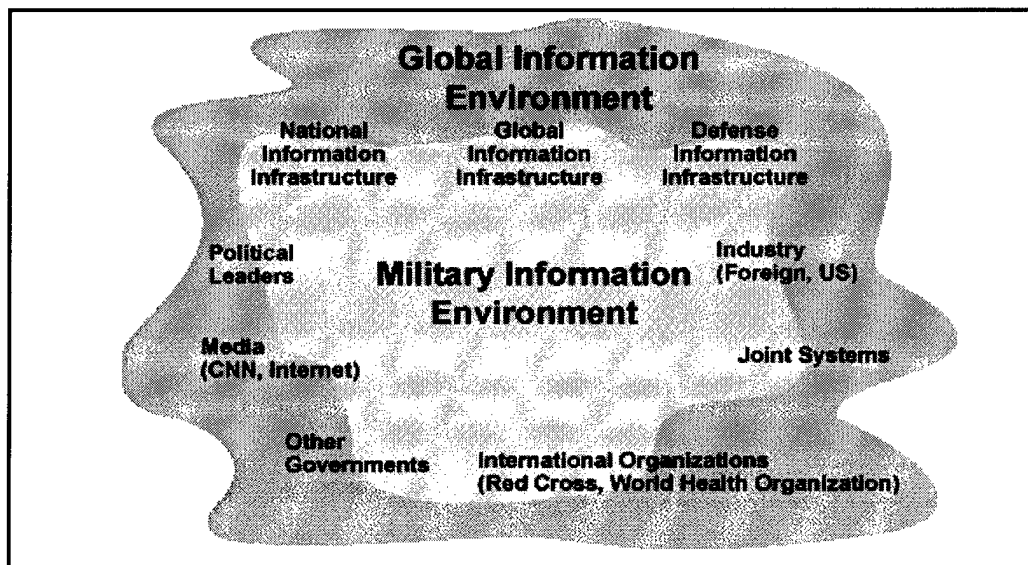 Global Information
Environment
National
Information
Infrastructure
Global
Information
Infrastructure
Defense
Information
Infrastructure
Political
Leaders
Military Information
Environment
Industry
(Foreign, US)
Media
(CNN, Internet)
Joint Systems
Other
Governments
International Organizations
(Red Cross, World Health Organization)